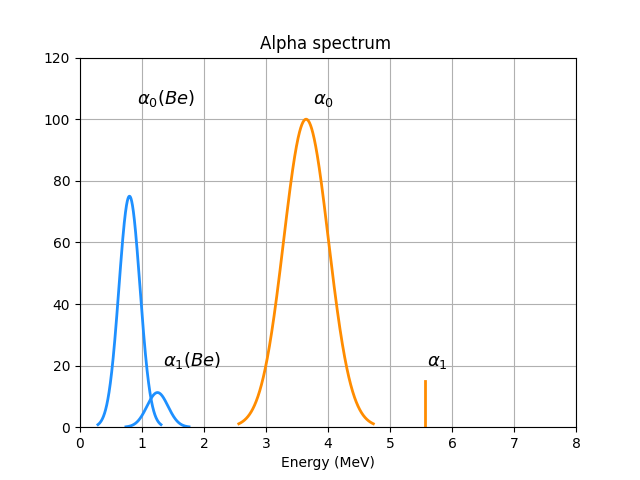 Alpha spectrum
120
100
80
60
40
20
0
α₀(Be)
α₀
α₁(Be)
α₁
0 1 2 3 4 5 6 7 8
Energy (MeV)